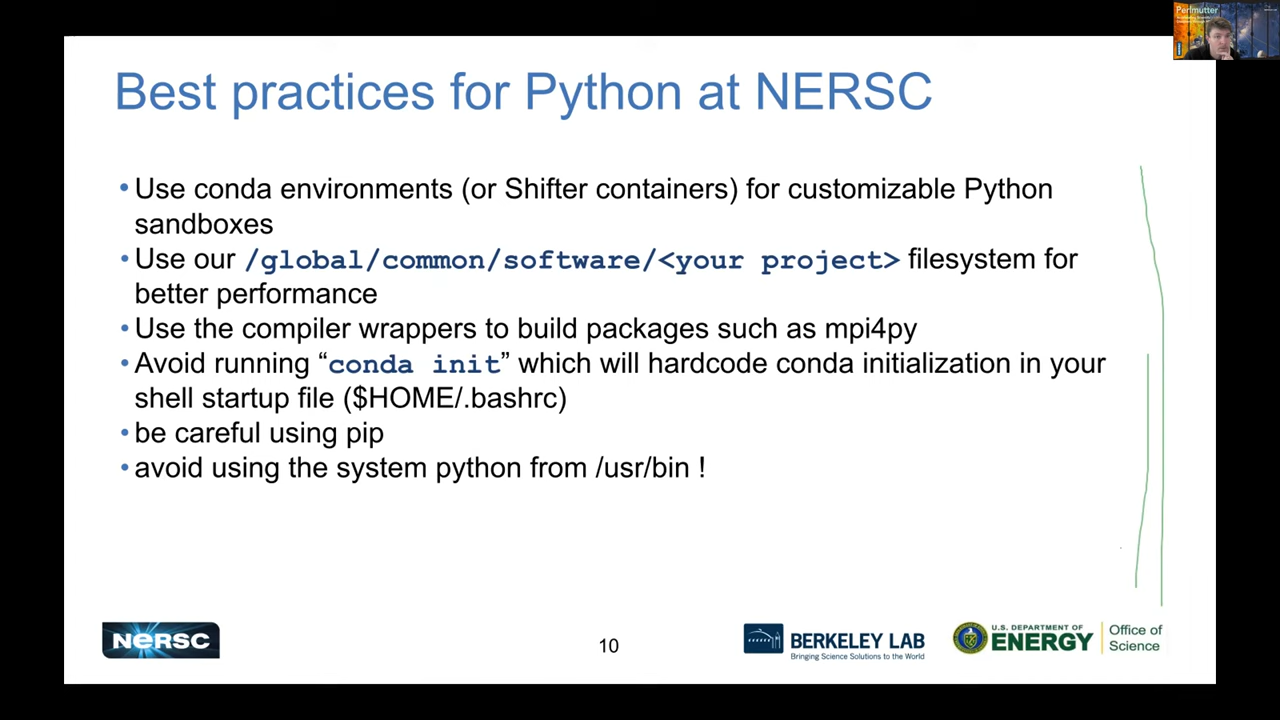 Perlmutter
Best practices for Python at NERSC
• Use conda environments (or Shifter containers) for customizable Python
sandboxes
• Use our /global/common/software/<your project> filesystem for
better performance
• Use the compiler wrappers to build packages such as mpi4py
• Avoid running “conda init” which will hardcode conda initialization in your
shell startup file ($HOME/.bashrc)
• be careful using pip
• avoid using the system python from /usr/bin !
NERSC
10
BERKELEY LAB
Bringing Science Solutions to the World
U.S. DEPARTMENT OF
ENERGY
Office of
Science